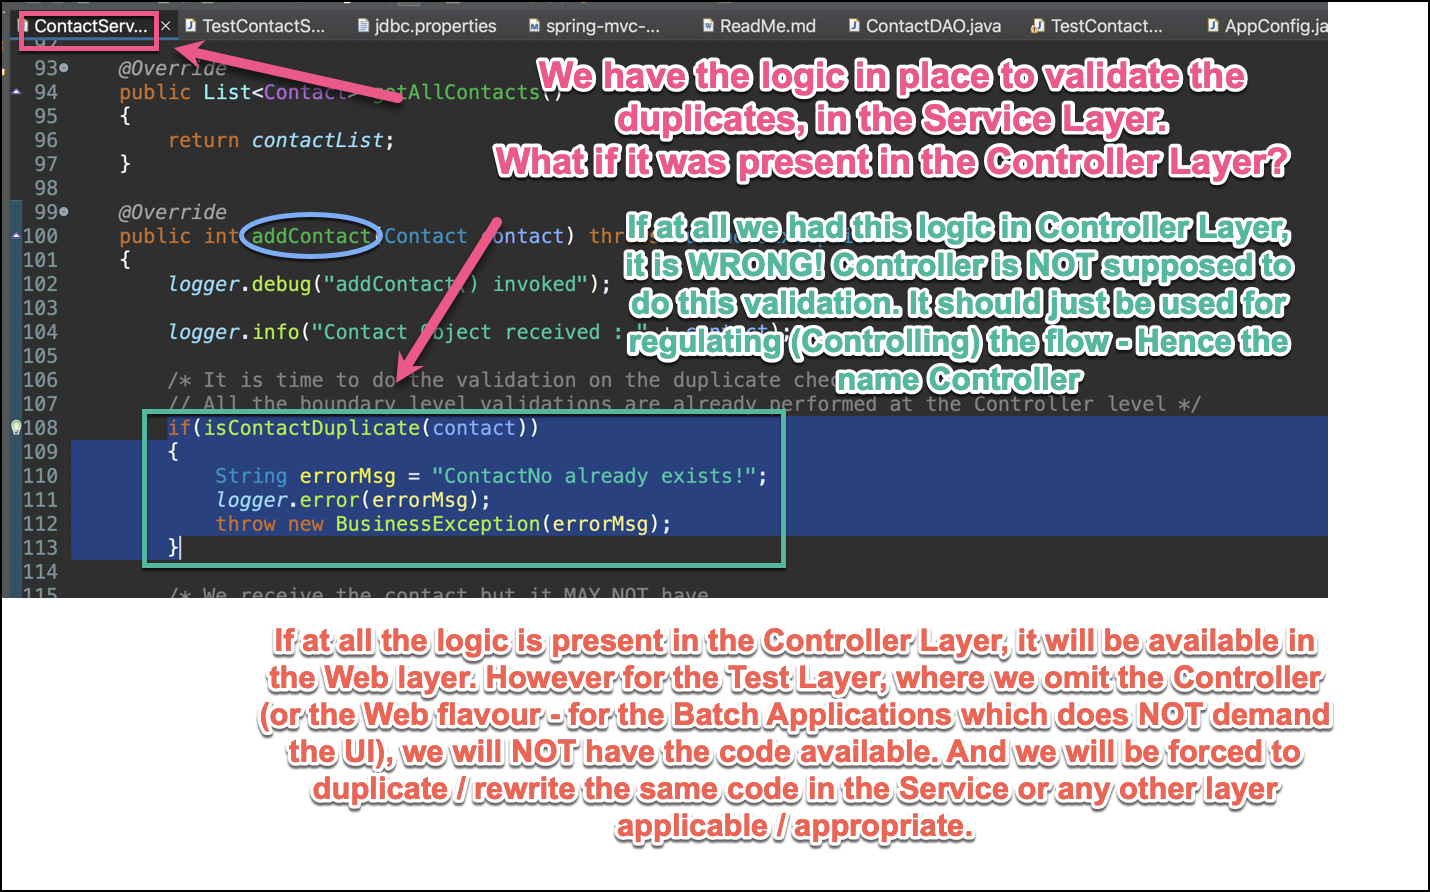 ContactServ... TestContactS... jdbc.properties spring-mvc-... ReadMe.md ContactDAO.java TestContact... AppConfig.ja
92
93 @Override
94 public List<Contact> getAllContacts()
95 {
96 return contactList;
97 }
98
99 @Override
100 public int addContact(Contact contact)
101 {
102 logger.debug("addContact() invoked");
103
104 logger.info("Contact Object received : " + contact);
105
106 /* It is time to do the validation on the duplicate
107 // All the boundary level validations are already performed at the Controller level */
108 if(isContactDuplicate(contact))
109 {
110 String errorMsg = "ContactNo already exists!";
111 logger.error(errorMsg);
112 throw new BusinessException(errorMsg);
113 }
114
115 /* We receive the contact but it MAY NOT have
We have the logic in place to validate the
duplicates, in the Service Layer.
What if it was present in the Controller Layer?
If at all we had this logic in Controller Layer,
it is WRONG! Controller is NOT supposed to
do this validation. It should just be used for
regulating (Controlling) the flow - Hence the
name Controller
If at all the logic is present in the Controller Layer, it will be available in
the Web layer. However for the Test Layer, where we omit the Controller
(or the Web flavour - for the Batch Applications which does NOT demand
the UI), we will NOT have the code available. And we will be forced to
duplicate / rewrite the same code in the Service or any other layer
applicable / appropriate.